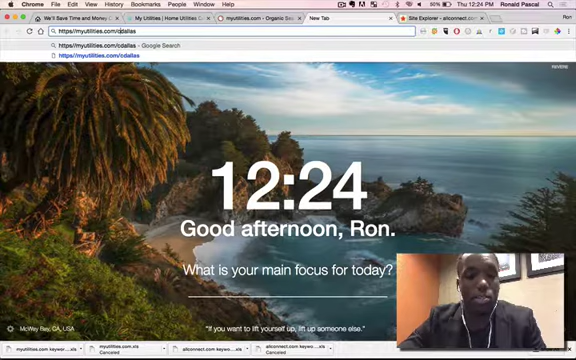 Chrome File Edit View History Bookmarks People Window Help
Thu 12:24 PM Ronald Pascal
We'll Save Time and Money
My Utilities | Home Utilities
myutilities.com - Organic Sea
New Tab
Site Explorer - allconnect.com
https://myutilities.com/cdallas
https://myutilities.com/cdallas - Google Search
https://myutilities.com/cdallas
12:24
Good afternoon, Ron.
What is your main focus for today?
McWay Bay, CA, USA
"If you want to lift yourself up, lift up someone else."
myutilities.com keywor....xls
myutilities.com.xls
Canceled
allconnect.com keywo....xls
allconnect.com keywo....xls
Canceled